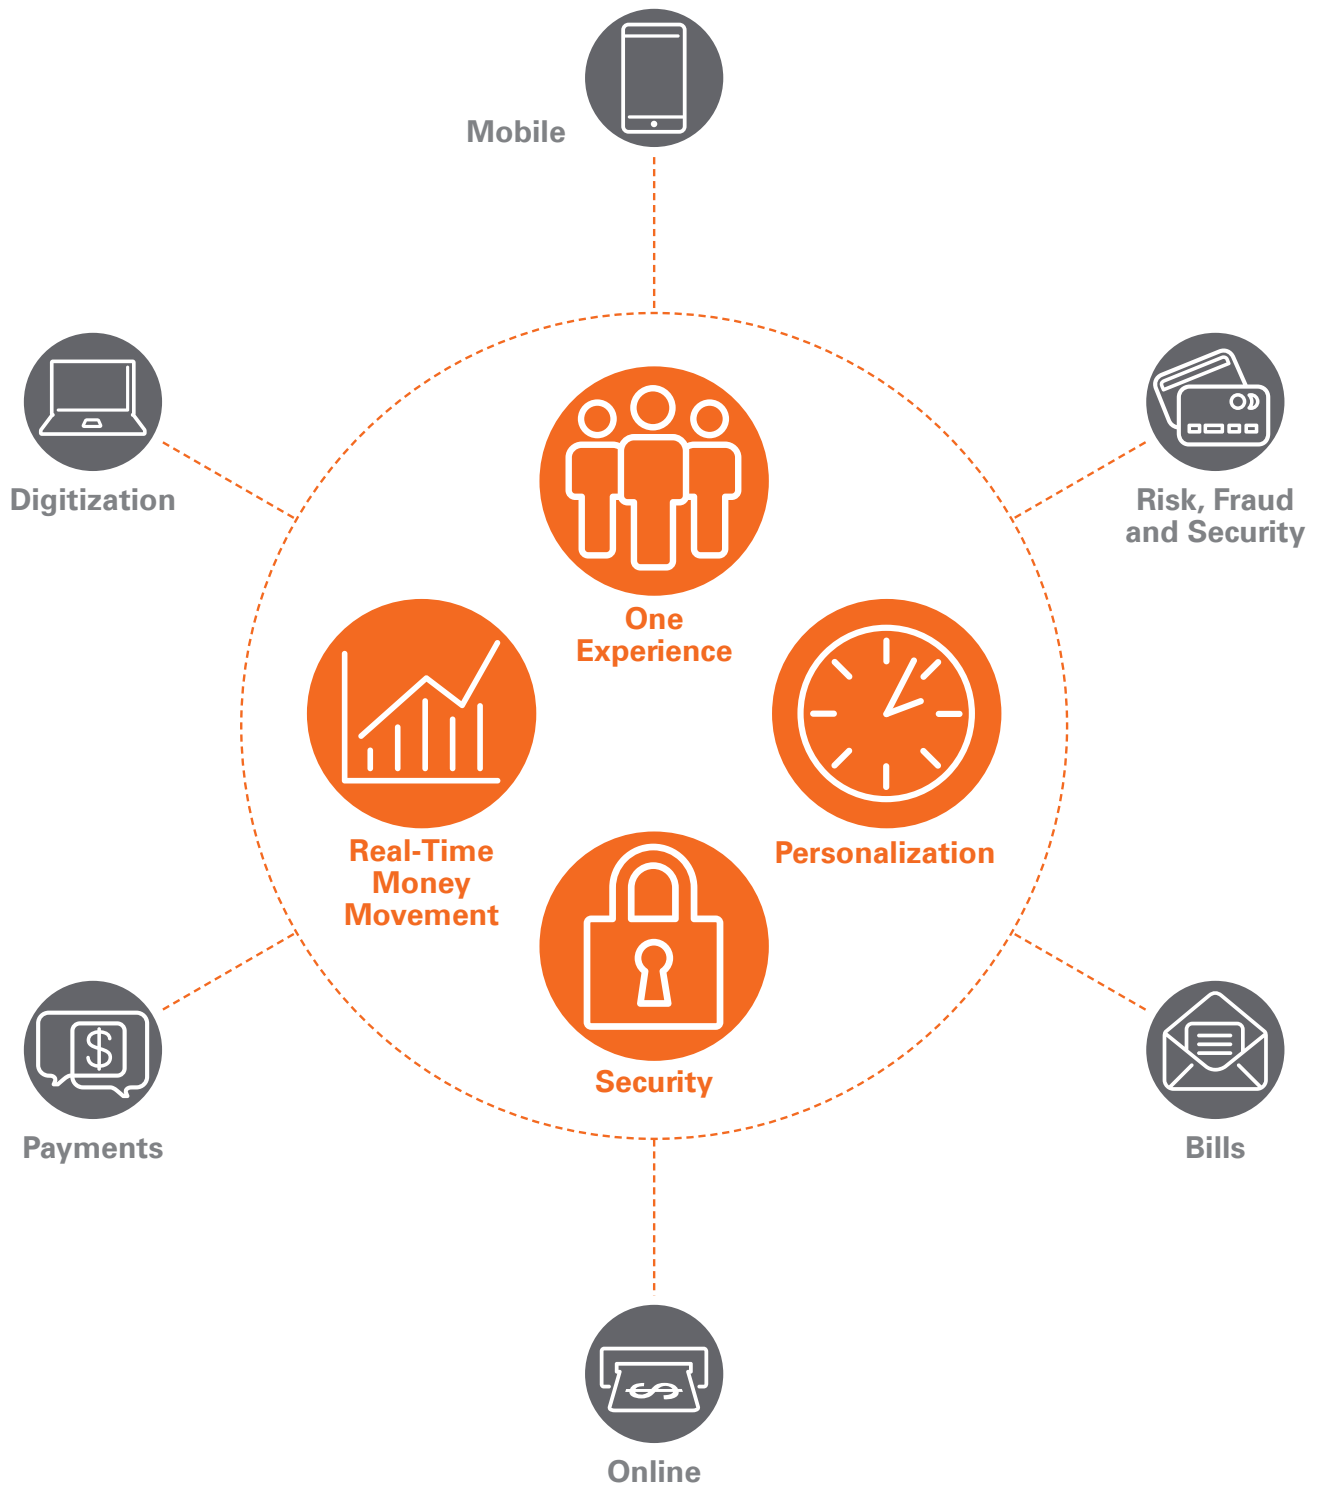 Mobile
Digitization
Risk, Fraud
and Security
One
Experience
Real-Time
Money
Movement
Personalization
Security
Payments
Bills
Online